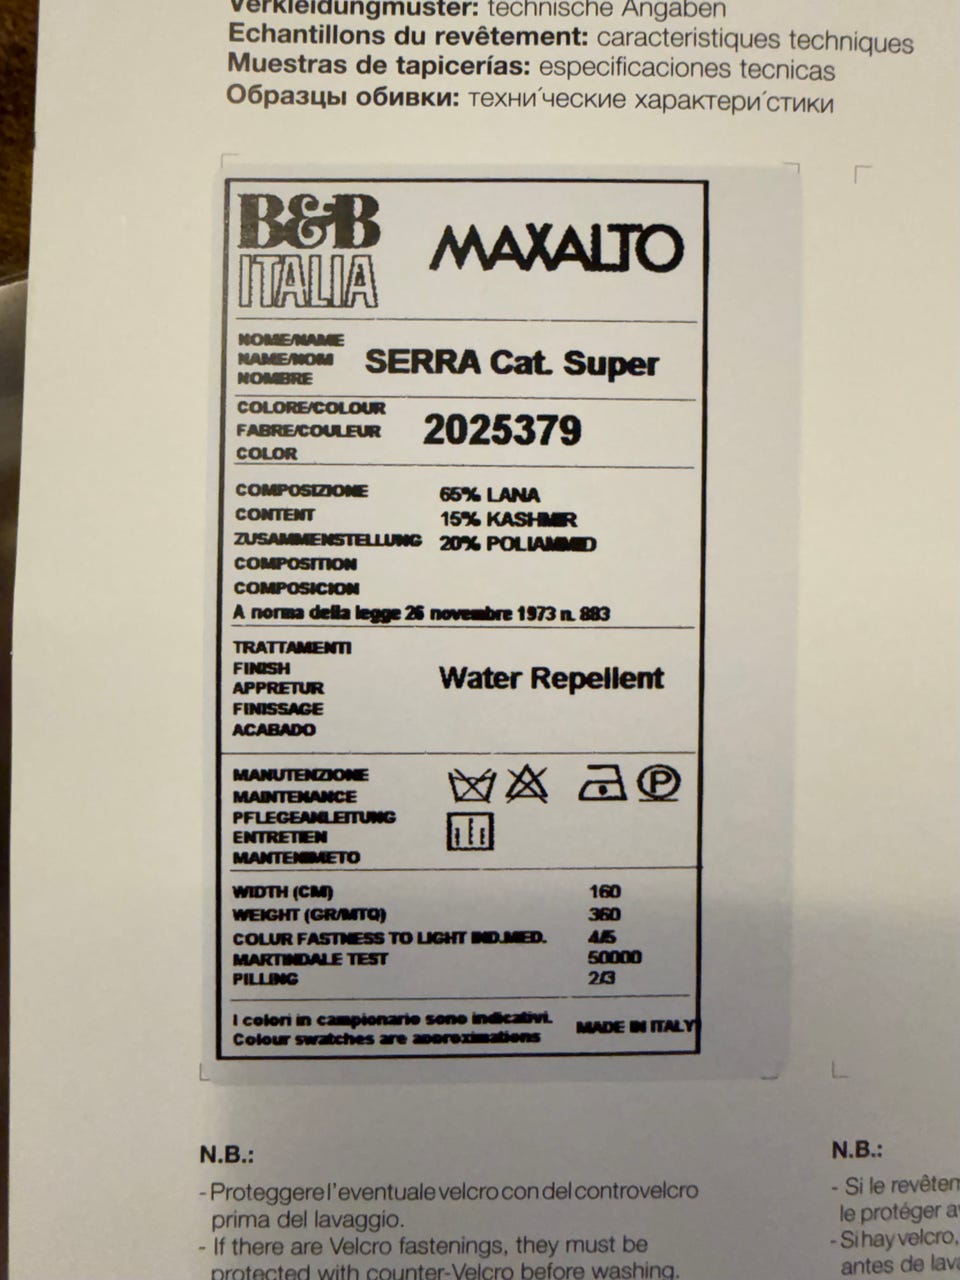 Verkleidungmuster: technische Angaben
Echantillons du revêtement: caracteristiques techniques
Muestras de tapicerías: especificaciones tecnicas
Образцы обивки: техни´ческие характери´стики
B&B
ITALIA
MAXALTO
NOME/NAME
NAME/NOM
NOMBRE
SERRA Cat. Super
COLORE/COLOUR
FABRE/COULEUR
COLOR
2025379
COMPOSIZIONE
CONTENT
ZUSAMMENSTELLUNG
COMPOSITION
COMPOSICION
65% LANA
15% KASHMIR
20% POLIAMMID
A norma della legge 26 novembre 1973 n. 883
TRATTAMENTI
FINISH
APPRETUR
FINISSAGE
ACABADO
Water Repellent
MANUTENZIONE
MAINTENANCE
PFLEGEANLEITUNG
ENTRETIEN
MANTENIMETO
P
WIDTH (CM) 160
WEIGHT (GR/MTQ) 360
COLUR FASTNESS TO LIGHT IND.MED. 4/5
MARTINDALE TEST 50000
PILLING 2/3
I colori in campionario sono indicativi.
Colour swatches are approximations
MADE IN ITALY
N.B.:
- Proteggere l'eventuale velcro con del controvelcro
prima del lavaggio.
- If there are Velcro fastenings, they must be
protected with counter-Velcro before washing.
N.B.:
- Si le revêtem
le protéger av
- Si hay velcro,
antes de lava